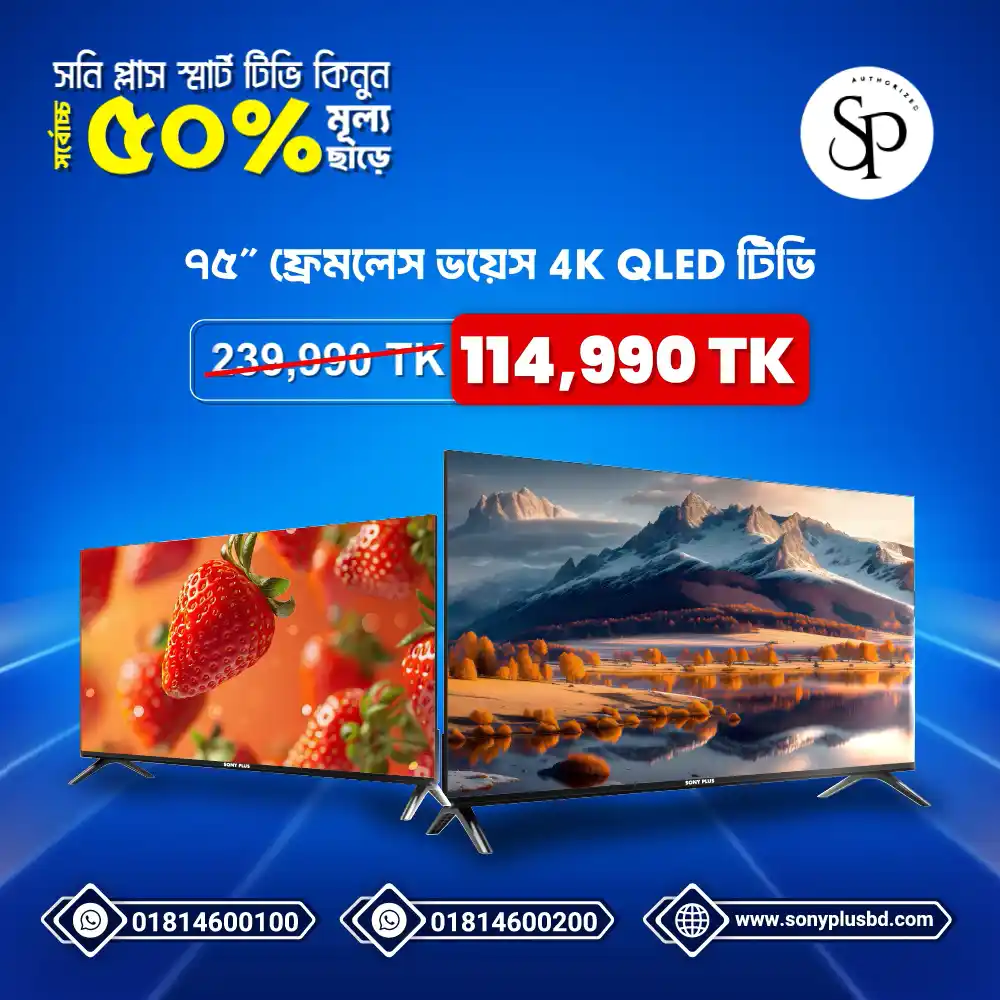 সনি প্লাস স্মার্ট টিভি কিনুন
সর্বোচ্চ ৫০% মূল্য ছাড়ে
AUTHORIZED
SP
৭৫” ফ্রেমলেস ভয়েস 4K QLED টিভি
239,990 TK 114,990 TK
SONY PLUS
SONY PLUS
01814600100 01814600200 www.sonyplusbd.com